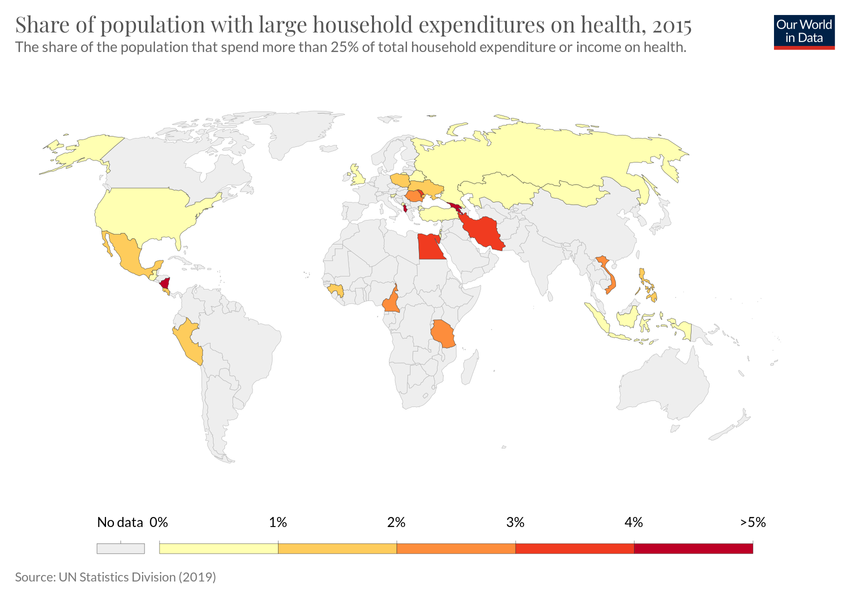 Share of population with large household expenditures on health, 2015
The share of the population that spend more than 25% of total household expenditure or income on health.
Our World
in Data
No data 0% 1% 2% 3% 4% >5%
Source: UN Statistics Division (2019)